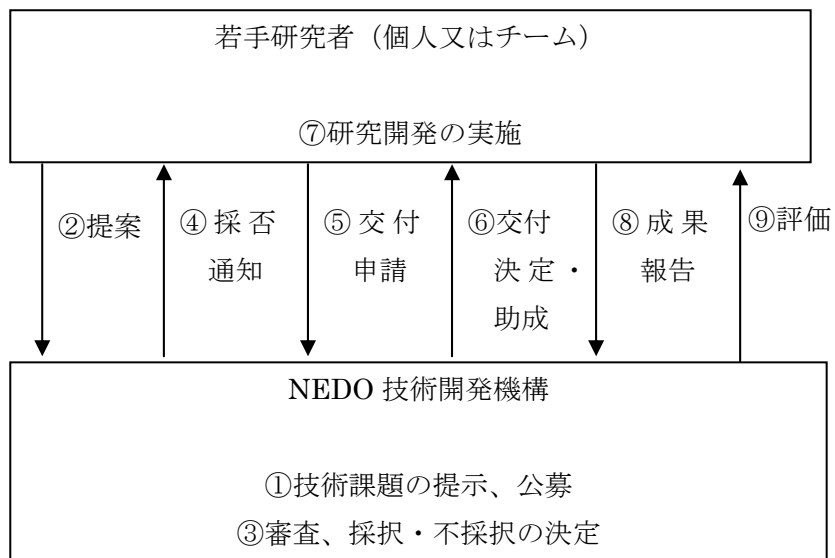 若手研究者（個人又はチーム）
⑦研究開発の実施
②提案
④採否
通知
⑤交付
申請
⑥交付
決定・
助成
⑧成果
報告
⑨評価
NEDO 技術開発機構
①技術課題の提示、公募
③審査、採択・不採択の決定